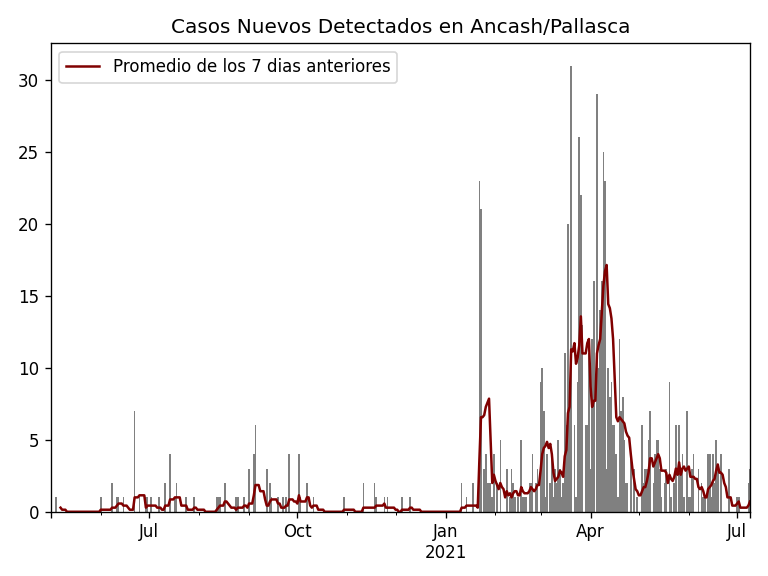 Casos Nuevos Detectados en Ancash/Pallasca
Promedio de los 7 dias anteriores
30
25
20
15
10
5
0
Jul
Oct
Jan
2021
Apr
Jul